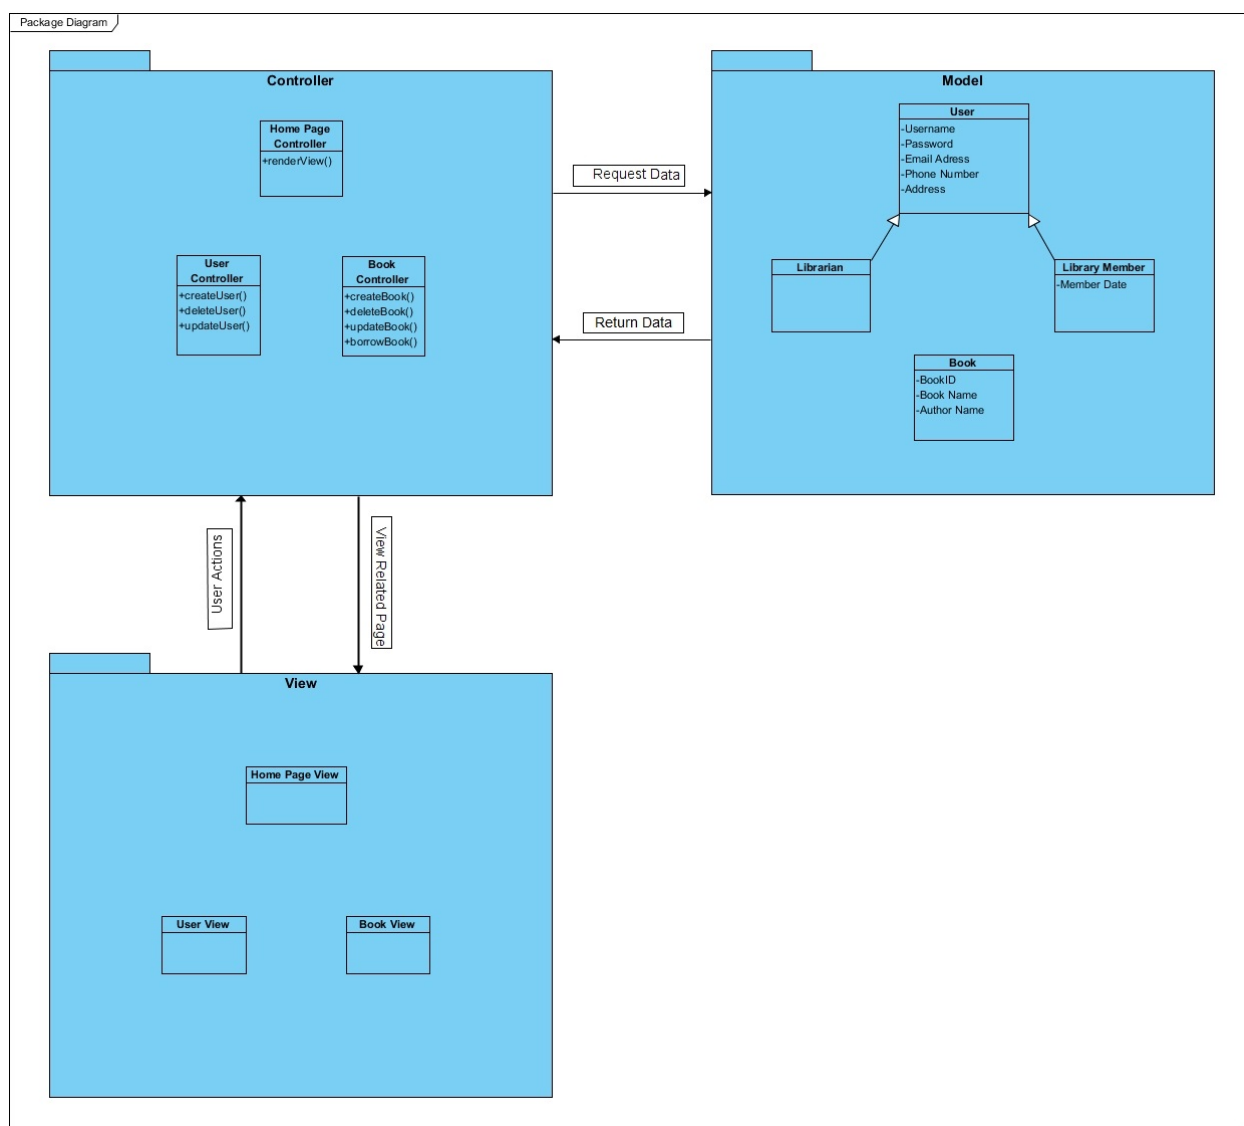 Package Diagram
Controller
Home Page
Controller
+renderView()
User
Controller
+createUser()
+deleteUser()
+updateUser()
Book
Controller
+createBook()
+deleteBook()
+updateBook()
+borrowBook()
Request Data
Return Data
Model
User
-Username
-Password
-Email Adress
-Phone Number
-Address
Librarian
Library Member
-Member Date
Book
-BookID
-Book Name
-Author Name
User Actions
View Related Page
View
Home Page View
User View
Book View